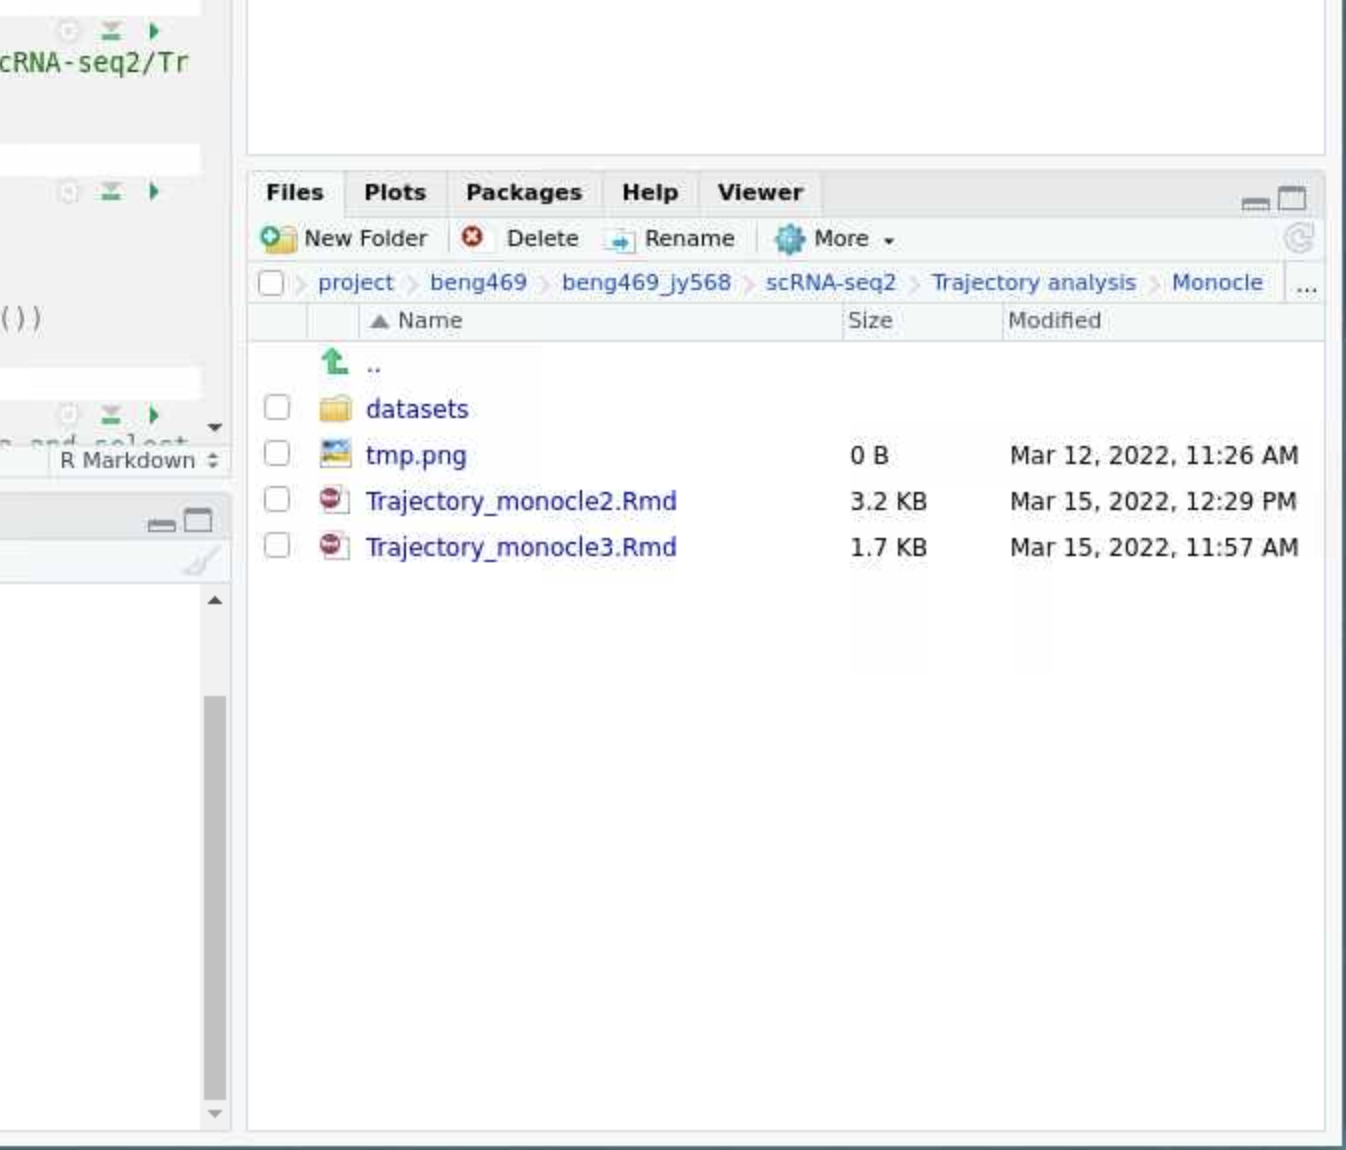 cRNA-seq2/Tr
())
R Markdown
Files Plots Packages Help Viewer
New Folder Delete Rename More
project beng469 beng469_jy568 scRNA-seq2 Trajectory analysis Monocle ...
Name Size Modified
..
datasets
tmp.png 0 B Mar 12, 2022, 11:26 AM
Trajectory_monocle2.Rmd 3.2 KB Mar 15, 2022, 12:29 PM
Trajectory_monocle3.Rmd 1.7 KB Mar 15, 2022, 11:57 AM